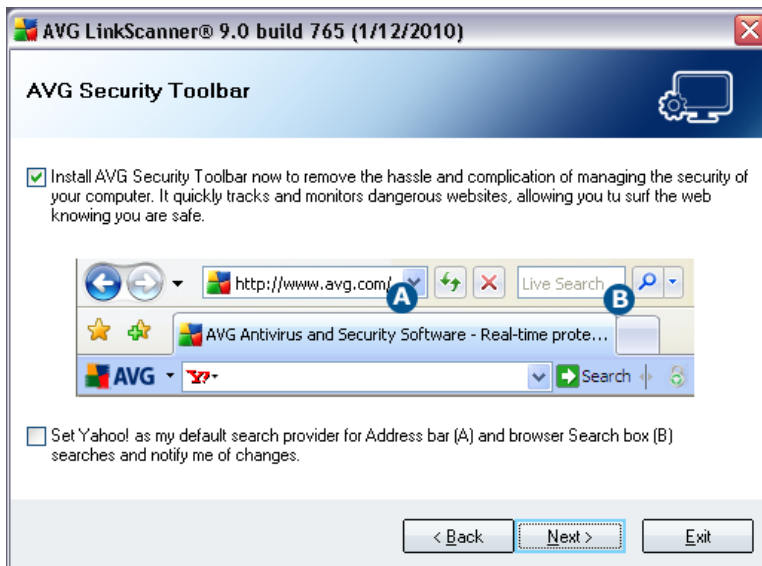 AVG LinkScanner® 9.0 build 765 (1/12/2010)
AVG Security Toolbar
Install AVG Security Toolbar now to remove the hassle and complication of managing the security of
your computer. It quickly tracks and monitors dangerous websites, allowing you tu surf the web
knowing you are safe.
http://www.avg.com/ A Live Search B
AVG Antivirus and Security Software - Real-time prote...
AVG Y! Search
Set Yahoo! as my default search provider for Address bar (A) and browser Search box (B)
searches and notify me of changes.
< Back Next > Exit